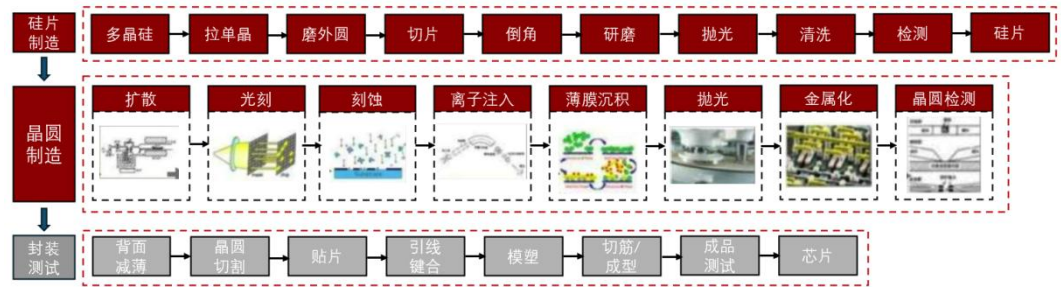 硅片
制造
多晶硅
拉单晶
磨外圆
切片
倒角
研磨
抛光
清洗
检测
硅片
晶圆
制造
扩散
光刻
刻蚀
离子注入
薄膜沉积
抛光
金属化
晶圆检测
封装
测试
背面
减薄
晶圆
切割
贴片
引线
键合
模塑
切筋/
成型
成品
测试
芯片